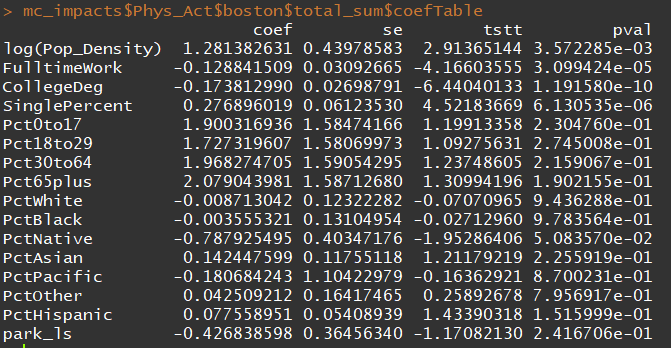 > mc_impacts$Phys_Act$boston$total_sum$coefTable
coef se tstt pval
log(Pop_Density) 1.281382631 0.43978583 2.91365144 3.572285e-03
FulltimeWork -0.128841509 0.03092665 -4.16603555 3.099424e-05
CollegeDeg -0.173812990 0.02698791 -6.44040133 1.191580e-10
SinglePercent 0.276896019 0.06123530 4.52183669 6.130535e-06
Pct0to17 1.900316936 1.58474166 1.19913358 2.304760e-01
Pct18to29 1.727319607 1.58069973 1.09275631 2.745008e-01
Pct30to64 1.968274705 1.59054295 1.23748605 2.159067e-01
Pct65plus 2.079043981 1.58712680 1.30994196 1.902155e-01
PctWhite -0.008713042 0.12322282 -0.07070965 9.436288e-01
PctBlack -0.003555321 0.13104954 -0.02712960 9.783564e-01
PctNative -0.787925495 0.40347176 -1.95286406 5.083570e-02
PctAsian 0.142447599 0.11755118 1.21179219 2.255919e-01
PctPacific -0.180684243 1.10422979 -0.16362921 8.700231e-01
PctOther 0.042509212 0.16417465 0.25892678 7.956917e-01
PctHispanic 0.077558951 0.05408939 1.43390318 1.515999e-01
park_ls -0.426838598 0.36456340 -1.17082130 2.416706e-01